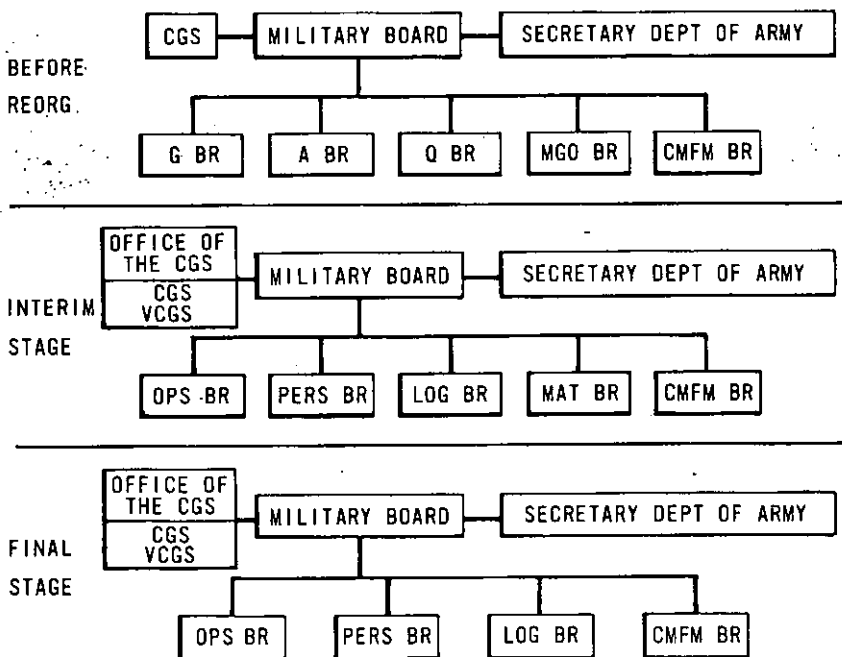 CGS MILITARY BOARD SECRETARY DEPT OF ARMY
BEFORE
REORG.
G BR A BR Q BR MGO BR CMFM BR
OFFICE OF
THE CGS
CGS
VCGS
MILITARY BOARD SECRETARY DEPT OF ARMY
INTERIM
STAGE
OPS BR PERS BR LOG BR MAT BR CMFM BR
OFFICE OF
THE CGS
CGS
VCGS
MILITARY BOARD SECRETARY DEPT OF ARMY
FINAL
STAGE
OPS BR PERS BR LOG BR CMFM BR